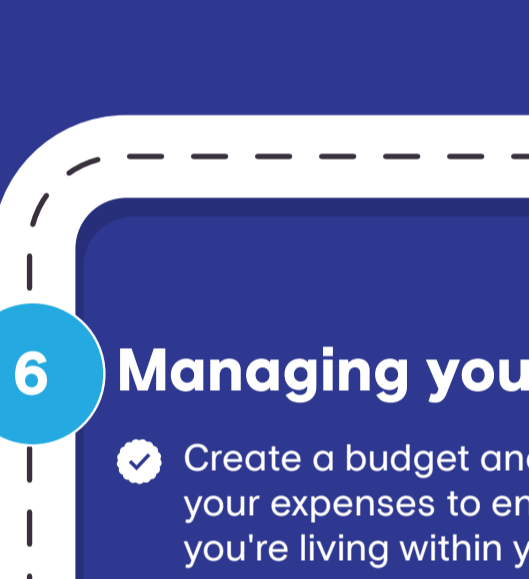 6
Managing you
Create a budget and
your expenses to en
you're living within y